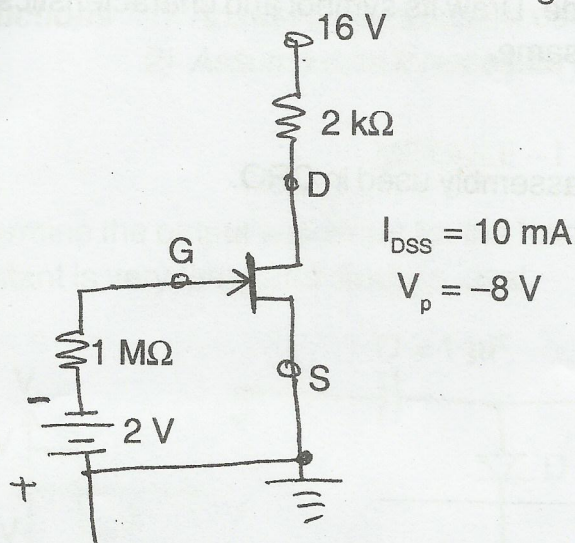 16 V
2 kΩ
D
I_DSS = 10 mA
G
V_p = −8 V
1 MΩ
S
-
2 V
+